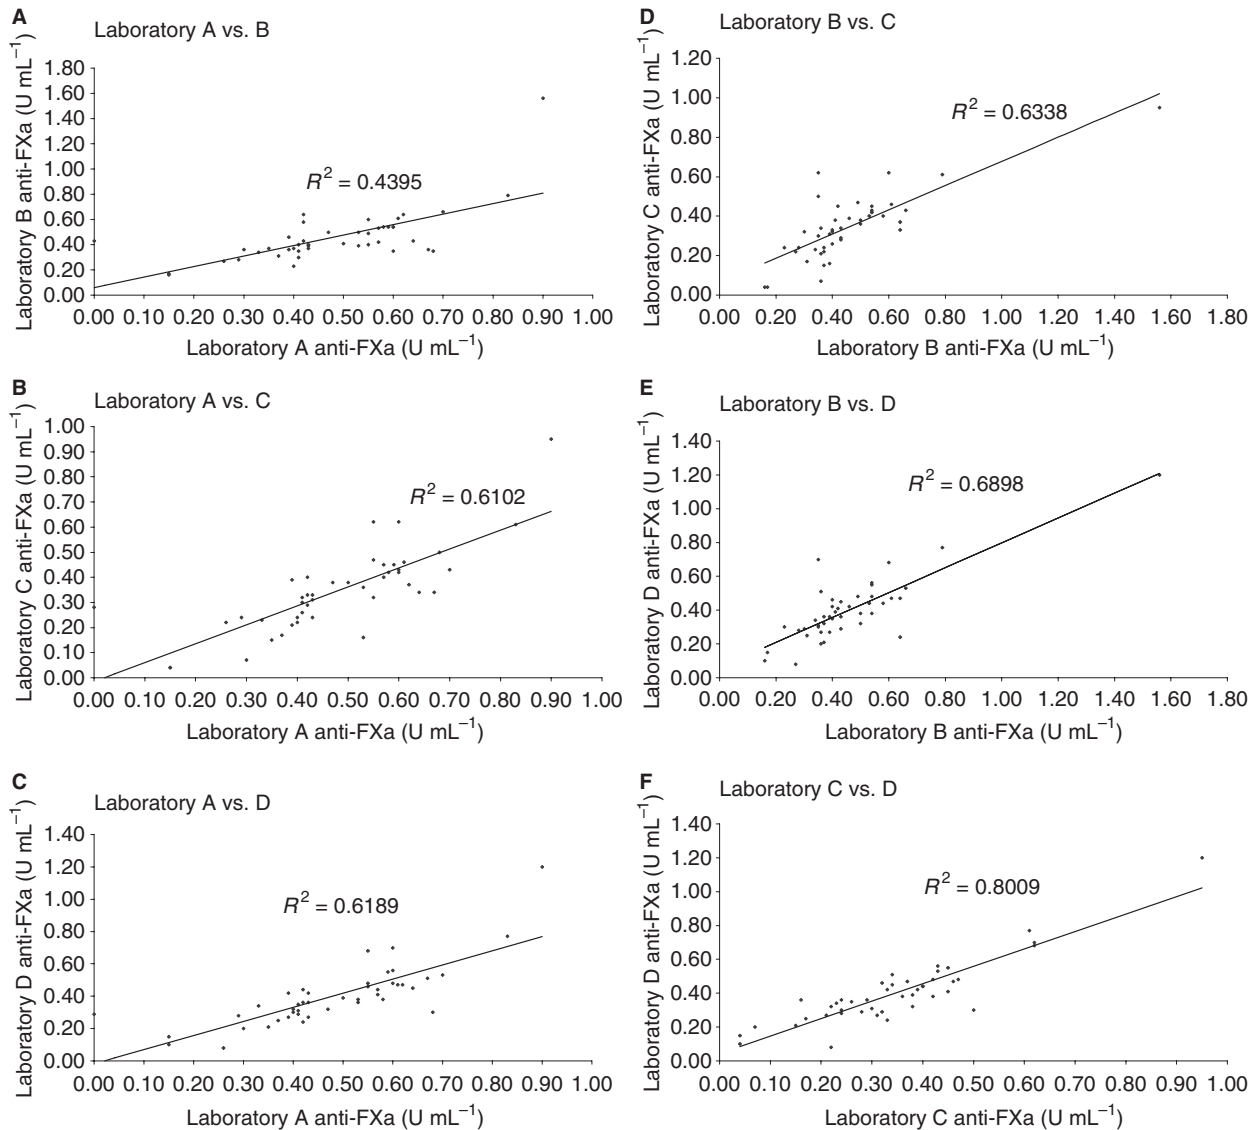 A
Laboratory A vs. B
Laboratory B anti-FXa (U mL⁻¹)
1.80
1.60
1.40
1.20
1.00
0.80
0.60
0.40
0.20
0.00
R² = 0.4395
0.00 0.10 0.20 0.30 0.40 0.50 0.60 0.70 0.80 0.90 1.00
Laboratory A anti-FXa (U mL⁻¹)
B
Laboratory A vs. C
Laboratory C anti-FXa (U mL⁻¹)
1.00
0.90
0.80
0.70
0.60
0.50
0.40
0.30
0.20
0.10
0.00
R² = 0.6102
0.00 0.10 0.20 0.30 0.40 0.50 0.60 0.70 0.80 0.90 1.00
Laboratory A anti-FXa (U mL⁻¹)
C
Laboratory A vs. D
Laboratory D anti-FXa (U mL⁻¹)
1.40
1.20
1.00
0.80
0.60
0.40
0.20
0.00
R² = 0.6189
0.00 0.10 0.20 0.30 0.40 0.50 0.60 0.70 0.80 0.90 1.00
Laboratory A anti-FXa (U mL⁻¹)
D
Laboratory B vs. C
Laboratory C anti-FXa (U mL⁻¹)
1.20
1.00
0.80
0.60
0.40
0.20
0.00
R² = 0.6338
0.00 0.20 0.40 0.60 0.80 1.00 1.20 1.40 1.60 1.80
Laboratory B anti-FXa (U mL⁻¹)
E
Laboratory B vs. D
Laboratory D anti-FXa (U mL⁻¹)
1.40
1.20
1.00
0.80
0.60
0.40
0.20
0.00
R² = 0.6898
0.00 0.20 0.40 0.60 0.80 1.00 1.20 1.40 1.60 1.80
Laboratory B anti-FXa (U mL⁻¹)
F
Laboratory C vs. D
Laboratory D anti-FXa (U mL⁻¹)
1.40
1.20
1.00
0.80
0.60
0.40
0.20
0.00
R² = 0.8009
0.00 0.10 0.20 0.30 0.40 0.50 0.60 0.70 0.80 0.90 1.00
Laboratory C anti-FXa (U mL⁻¹)